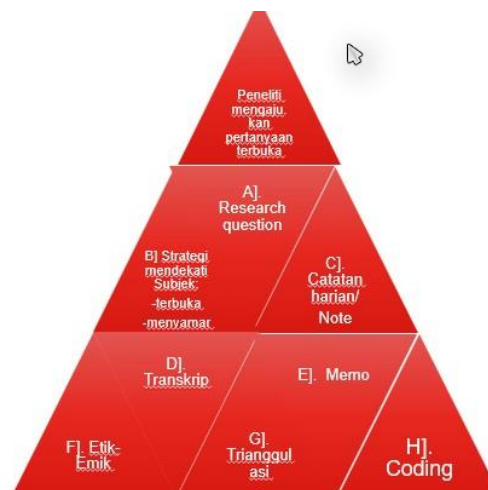 Peneliti
mengaju
kan
pertanyaan
terbuka
A].
Research
question
B] Strategi
mendekati
Subjek:
-terbuka
-menyamar
C].
Catatan
harian/
Note
D].
Transkrip
E]. Memo
F]. Etik-
Emik
G].
Trianggul
asi
H].
Coding